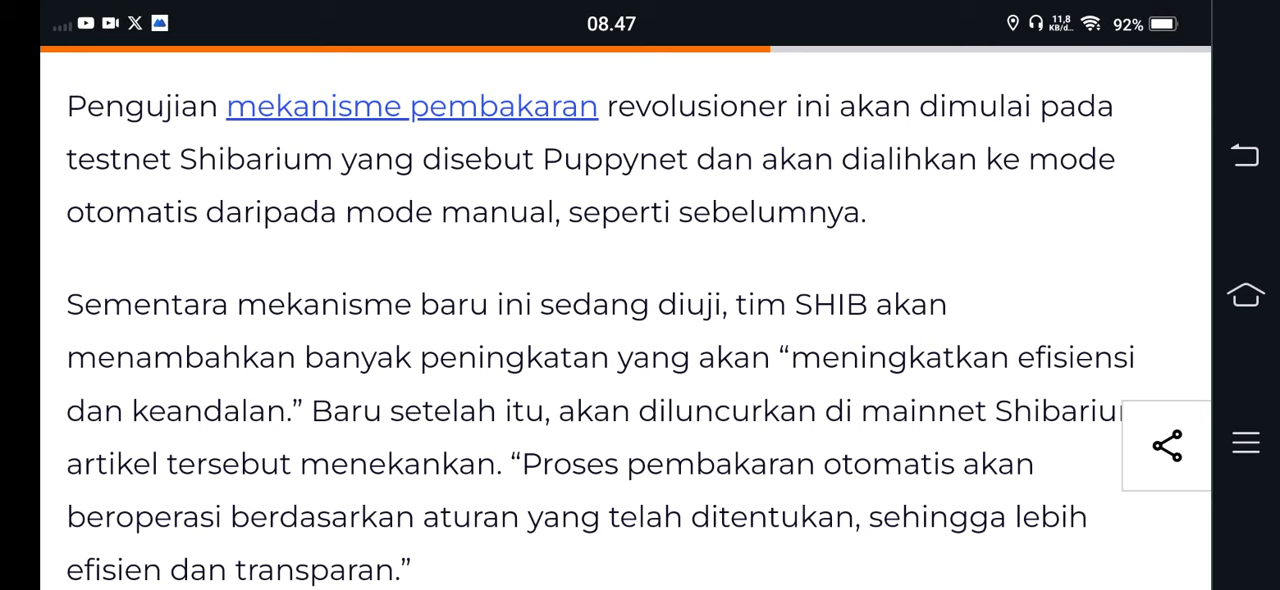 08.47
11,8
KB/d...
92%
Pengujian mekanisme pembakaran revolusioner ini akan dimulai pada
testnet Shibarium yang disebut Puppynet dan akan dialihkan ke mode
otomatis daripada mode manual, seperti sebelumnya.
Sementara mekanisme baru ini sedang diuji, tim SHIB akan
menambahkan banyak peningkatan yang akan “meningkatkan efisiensi
dan keandalan.” Baru setelah itu, akan diluncurkan di mainnet
artikel tersebut menekankan. “Proses pembakaran otomatis akan
beroperasi berdasarkan aturan yang telah ditentukan, sehingga lebih
efisien dan transparan.”